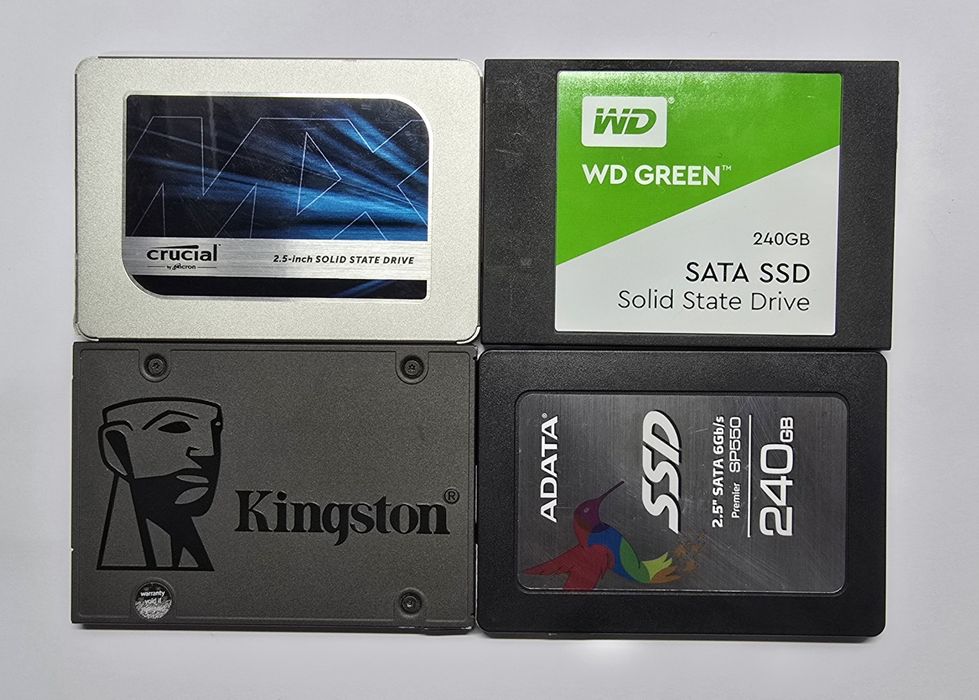 MX
crucial
by Micron
2.5-inch SOLID STATE DRIVE
WD®
WD GREEN™
240GB
SATA SSD
Solid State Drive
Kingston®
warranty
void if
ADATA®
SSD
2.5" SATA 6Gb/s
Premier SP550
240GB